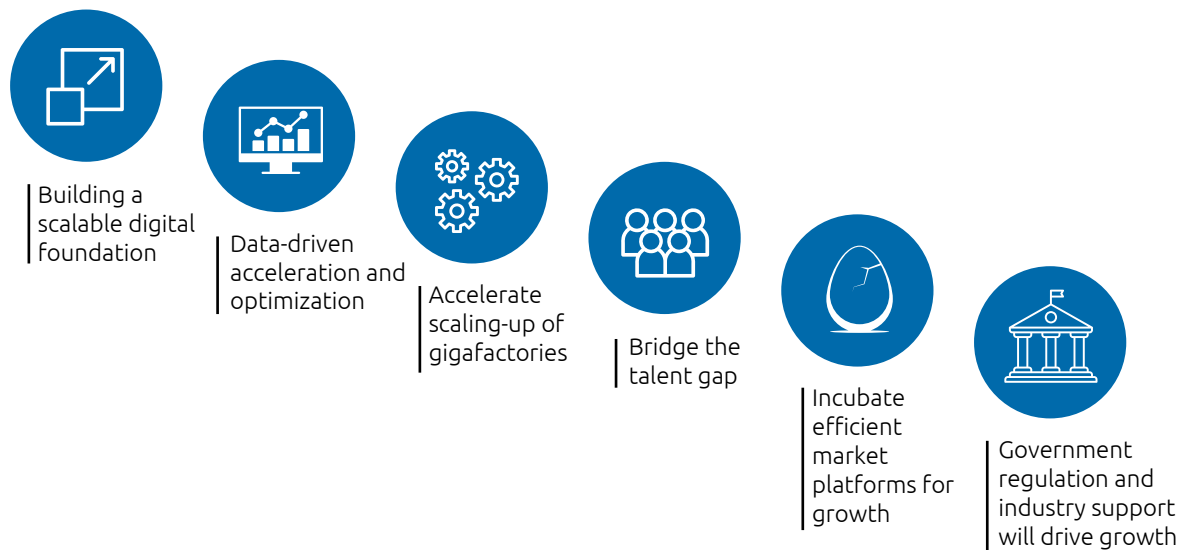 Building a
scalable digital
foundation
Data-driven
acceleration and
optimization
Accelerate
scaling-up of
gigafactories
Bridge the
talent gap
Incubate
efficient
market
platforms for
growth
Government
regulation and
industry support
will drive growth